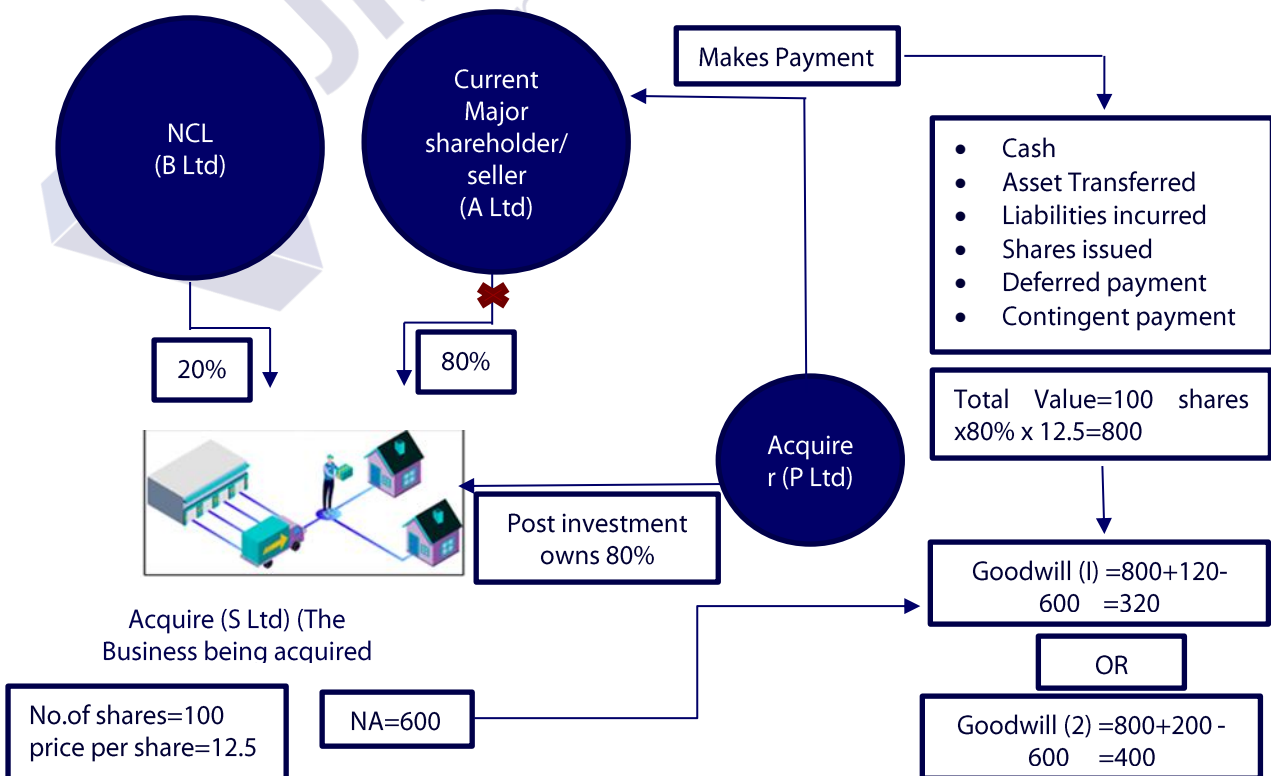 NCL
(B Ltd)
Current
Major
shareholder/
seller
(A Ltd)
Makes Payment
• Cash
• Asset Transferred
• Liabilities incurred
• Shares issued
• Deferred payment
• Contingent payment
20%
80%
Total Value=100 shares
x80% x 12.5=800
Acquire
r (P Ltd)
Post investment
owns 80%
Goodwill (l) =800+120-
600 =320
Acquire (S Ltd) (The
Business being acquired
OR
No.of shares=100
price per share=12.5
NA=600
Goodwill (2) =800+200 -
600 =400